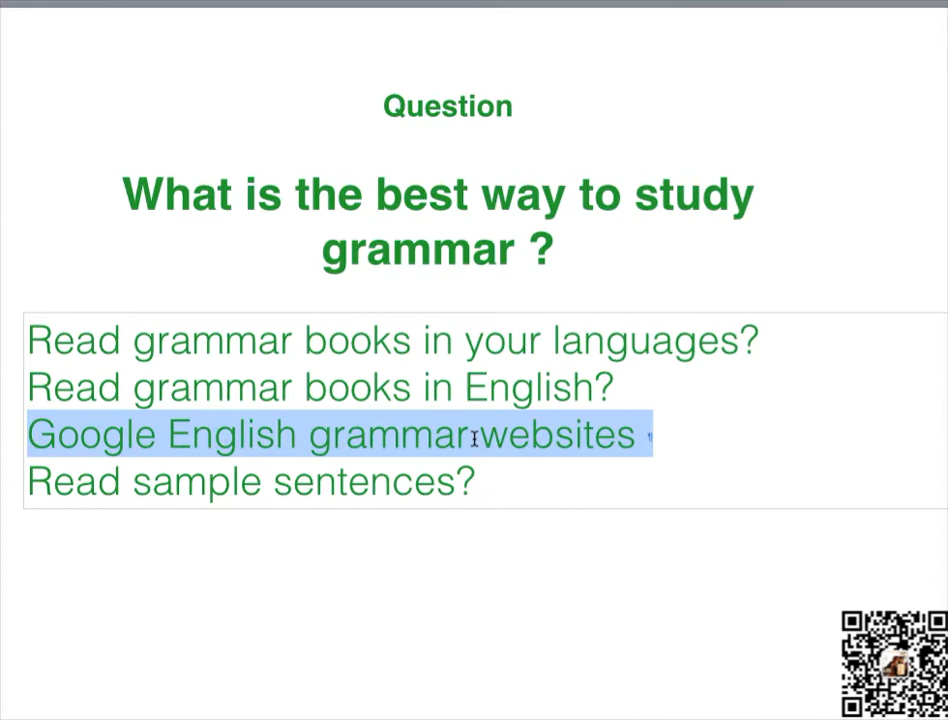 Question
What is the best way to study
grammar ?
Read grammar books in your languages?
Read grammar books in English?
Google English grammar websites
Read sample sentences?